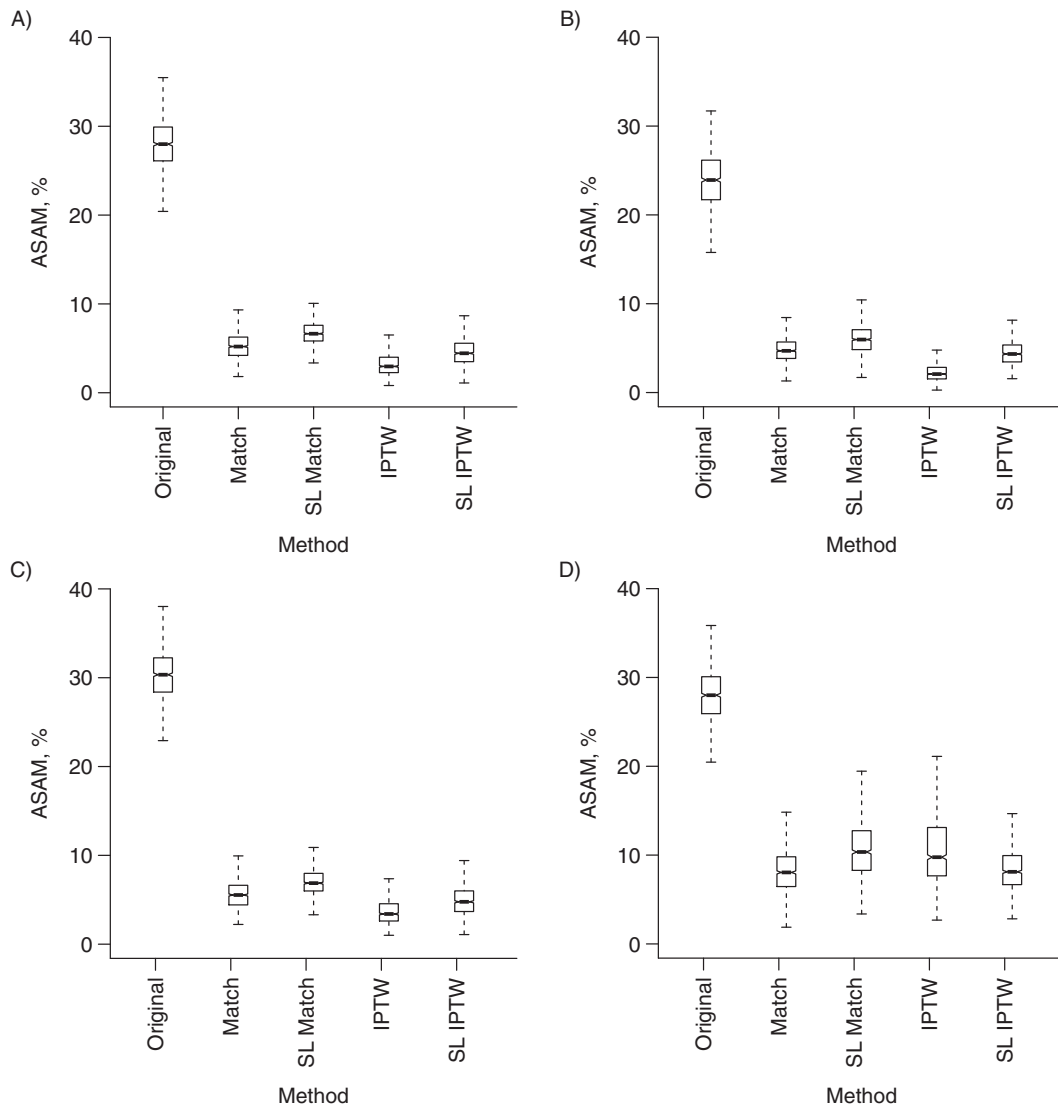 A)
40
30
20
10
0
ASAM, %
Original
Match
SL Match
IPTW
SL IPTW
Method
B)
40
30
20
10
0
ASAM, %
Original
Match
SL Match
IPTW
SL IPTW
Method
C)
40
30
20
10
0
ASAM, %
Original
Match
SL Match
IPTW
SL IPTW
Method
D)
40
30
20
10
0
ASAM, %
Original
Match
SL Match
IPTW
SL IPTW
Method